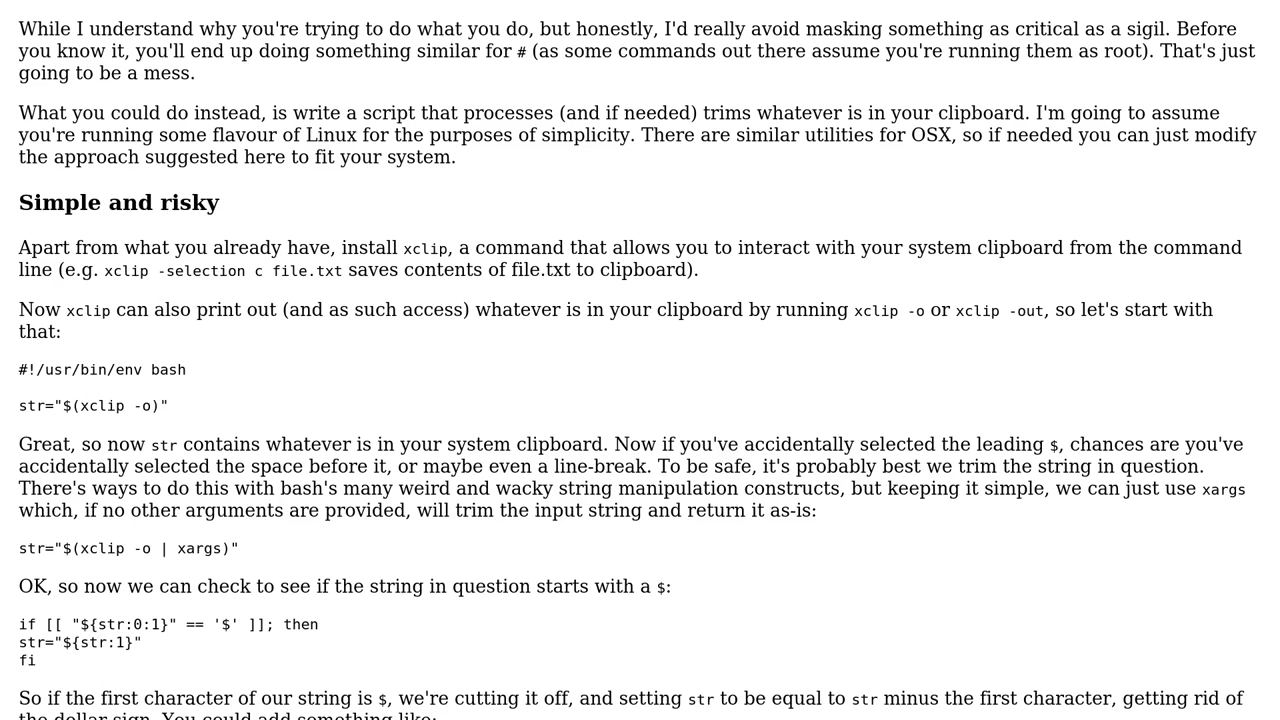 While I understand why you're trying to do what you do, but honestly, I'd really avoid masking something as critical as a sigil. Before
you know it, you'll end up doing something similar for # (as some commands out there assume you're running them as root). That's just
going to be a mess.
What you could do instead, is write a script that processes (and if needed) trims whatever is in your clipboard. I'm going to assume
you're running some flavour of Linux for the purposes of simplicity. There are similar utilities for OSX, so if needed you can just modify
the approach suggested here to fit your system.
Simple and risky
Apart from what you already have, install xclip, a command that allows you to interact with your system clipboard from the command
line (e.g. xclip -selection c file.txt saves contents of file.txt to clipboard).
Now xclip can also print out (and as such access) whatever is in your clipboard by running xclip -o or xclip -out, so let's start with
that:
#!/usr/bin/env bash
str="$(xclip -o)"
Great, so now str contains whatever is in your system clipboard. Now if you've accidentally selected the leading $, chances are you've
accidentally selected the space before it, or maybe even a line-break. To be safe, it's probably best we trim the string in question.
There's ways to do this with bash's many weird and wacky string manipulation constructs, but keeping it simple, we can just use xargs
which, if no other arguments are provided, will trim the input string and return it as-is:
str="$(xclip -o | xargs)"
OK, so now we can check to see if the string in question starts with a $:
if [[ "${str:0:1}" == '$' ]]; then
str="${str:1}"
fi
So if the first character of our string is $, we're cutting it off, and setting str to be equal to str minus the first character, getting rid of
the dollar sign. You could add something like: